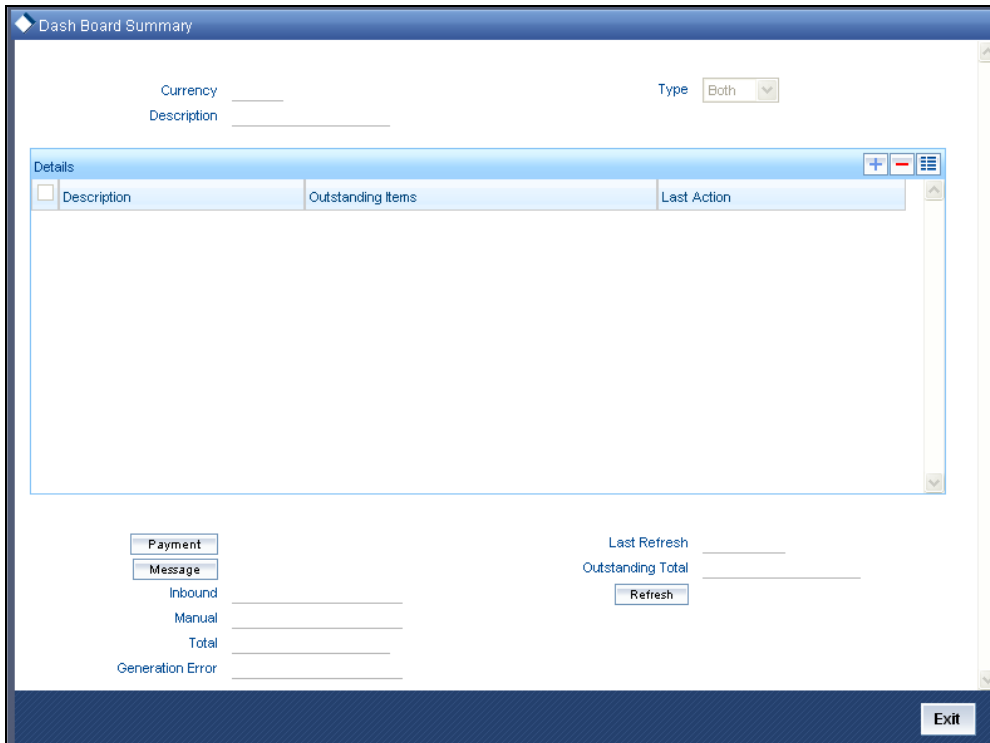 Dash Board Summary
Currency
Type Both
Description
Details
Description Outstanding Items Last Action
Payment
Last Refresh
Message
Outstanding Total
Inbound
Refresh
Manual
Total
Generation Error
Exit